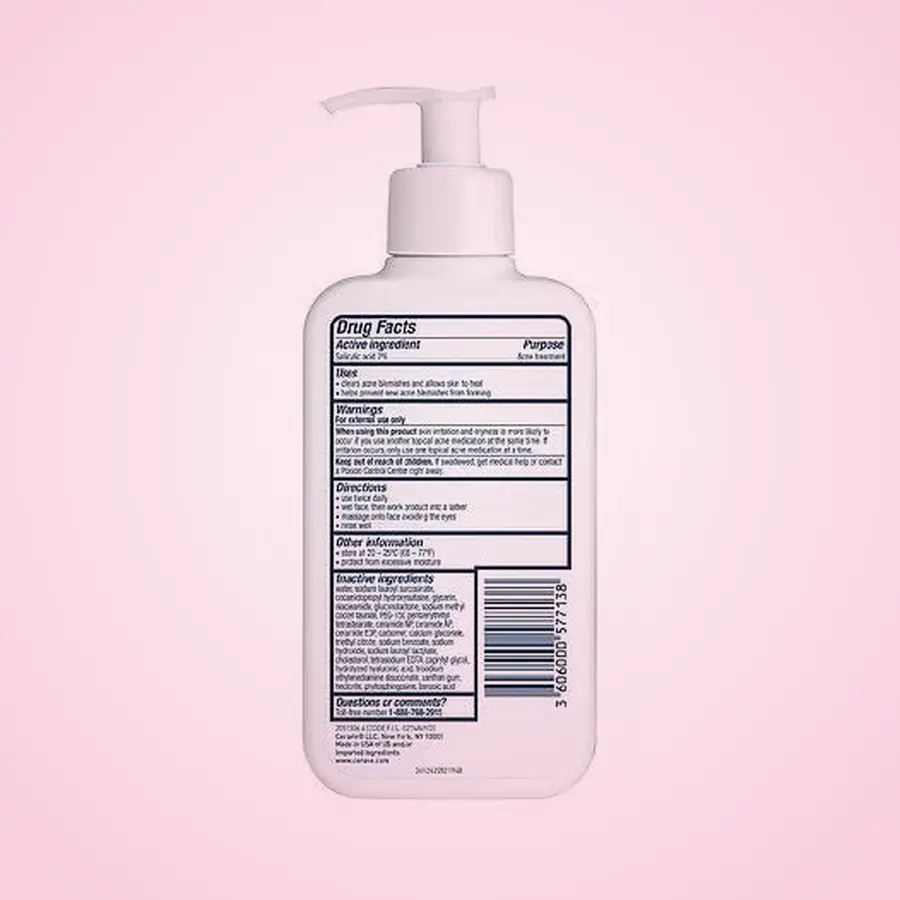 Drug Facts
Active ingredient Purpose
Salicylic acid 2% Acne treatment
Uses
• clears acne blemishes and allows skin to heal
• helps prevent new acne blemishes from forming
Warnings
For external use only
When using this product skin irritation and dryness is more likely to
occur if you use another topical acne medication at the same time. If
irritation occurs, only use one topical acne medication at a time.
Keep out of reach of children. If swallowed, get medical help or contact
a Poison Control Center right away.
Directions
• use twice daily
• wet face, then work product into a lather
• massage onto face avoiding the eyes
• rinse well
Other information
• store at 20 – 25°C (68 – 77°F)
• protect from excessive moisture
Inactive ingredients
water, sodium lauroyl sarcosinate,
cocamidopropyl hydroxysultaine, glycerin,
niacinamide, gluconolactone, sodium methyl
cocoyl taurate, PEG-150 pentaerythrityl
tetrastearate, ceramide NP, ceramide AP,
ceramide EOP, carbomer, calcium gluconate,
triethyl citrate, sodium benzoate, sodium
hydroxide, sodium lauroyl lactylate,
cholesterol, tetrasodium EDTA, caprylyl glycol,
hydrolyzed hyaluronic acid, trisodium
ethylenediamine disuccinate, xanthan gum,
hectorite, phytosphingosine, benzoic acid
Questions or comments?
Toll-free number 1-888-768-2915
CeraVe® LLC, New York, NY 10001
Made in USA of US and/or
imported ingredients
www.cerave.com
3 606000 577138